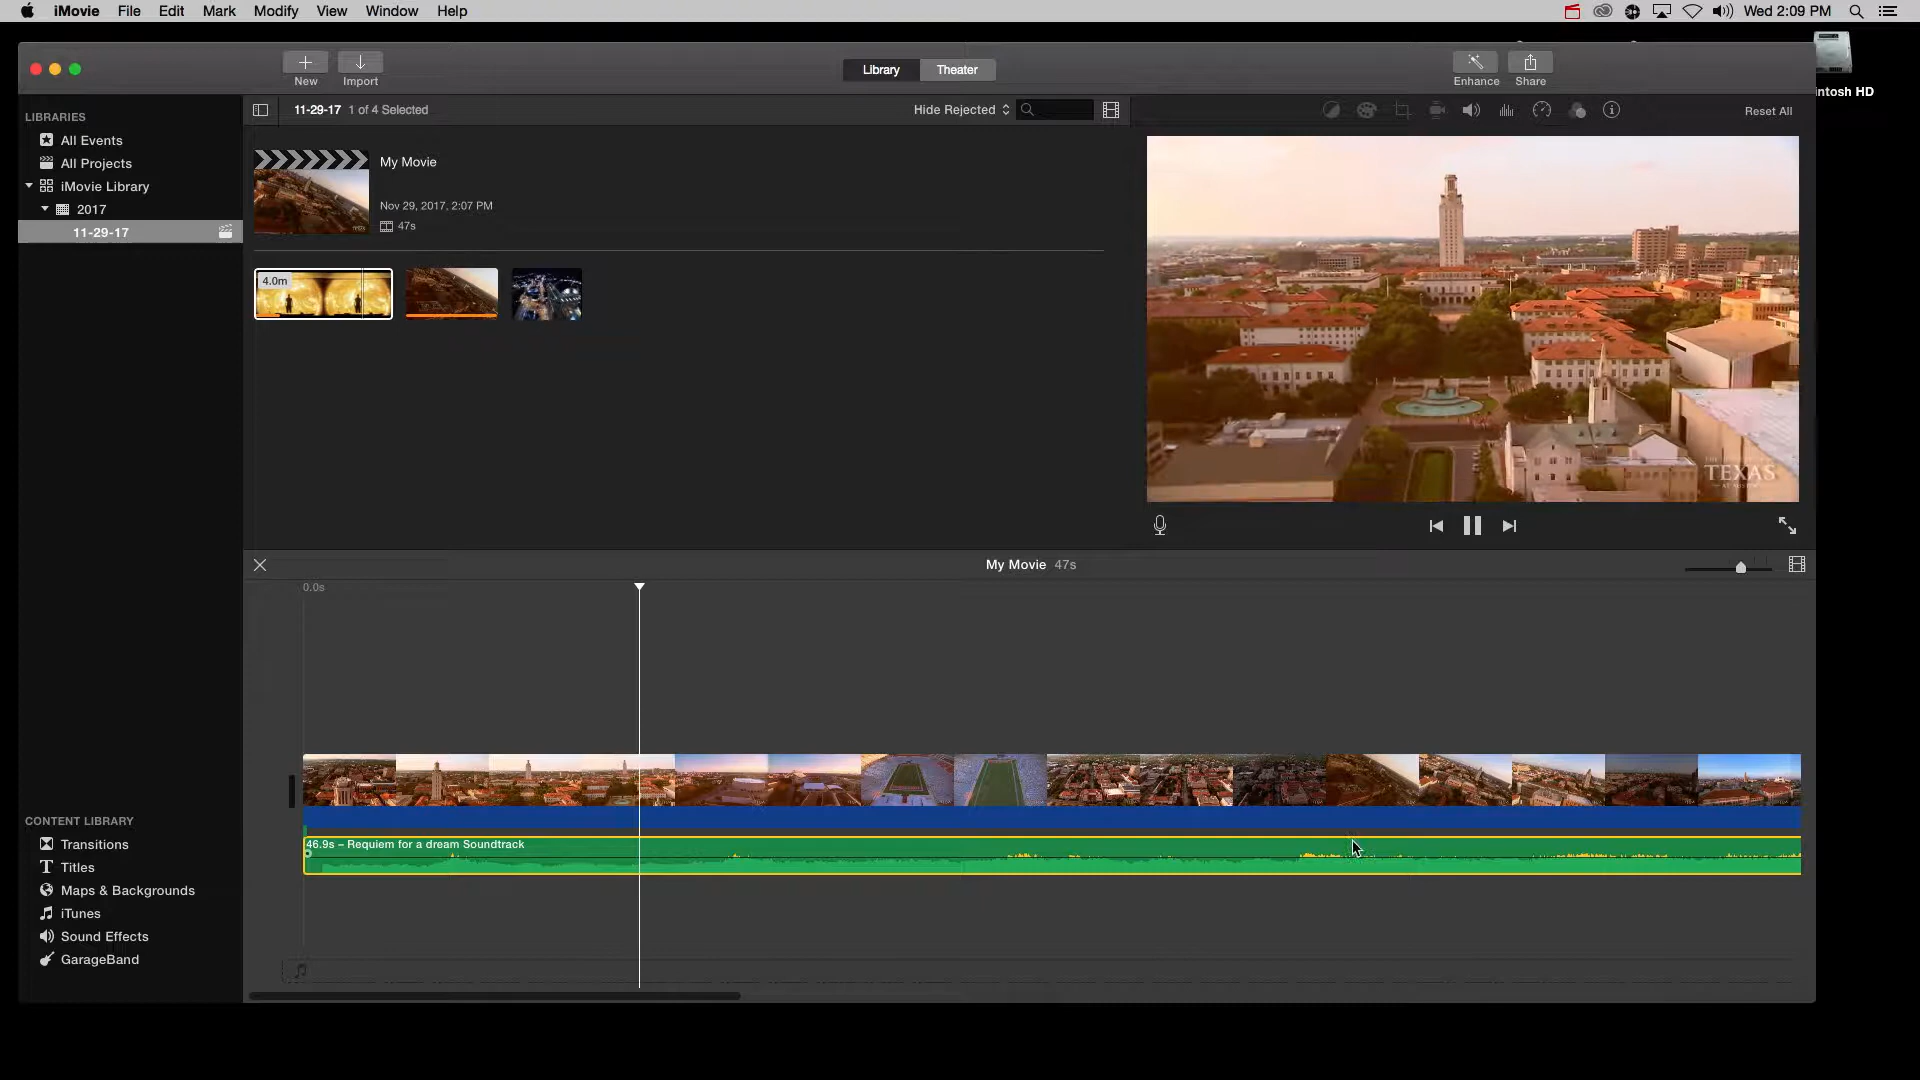 iMovie File Edit Mark Modify View Window Help
Wed 2:09 PM
New Import
Library Theater
Enhance Share
intosh HD
LIBRARIES
All Events
All Projects
iMovie Library
2017
11-29-17
11-29-17 1 of 4 Selected
Hide Rejected
Reset All
My Movie
Nov 29, 2017, 2:07 PM
47s
4.0m
TEXAS
My Movie 47s
0.0s
46.9s – Requiem for a dream Soundtrack
CONTENT LIBRARY
Transitions
Titles
Maps & Backgrounds
iTunes
Sound Effects
GarageBand